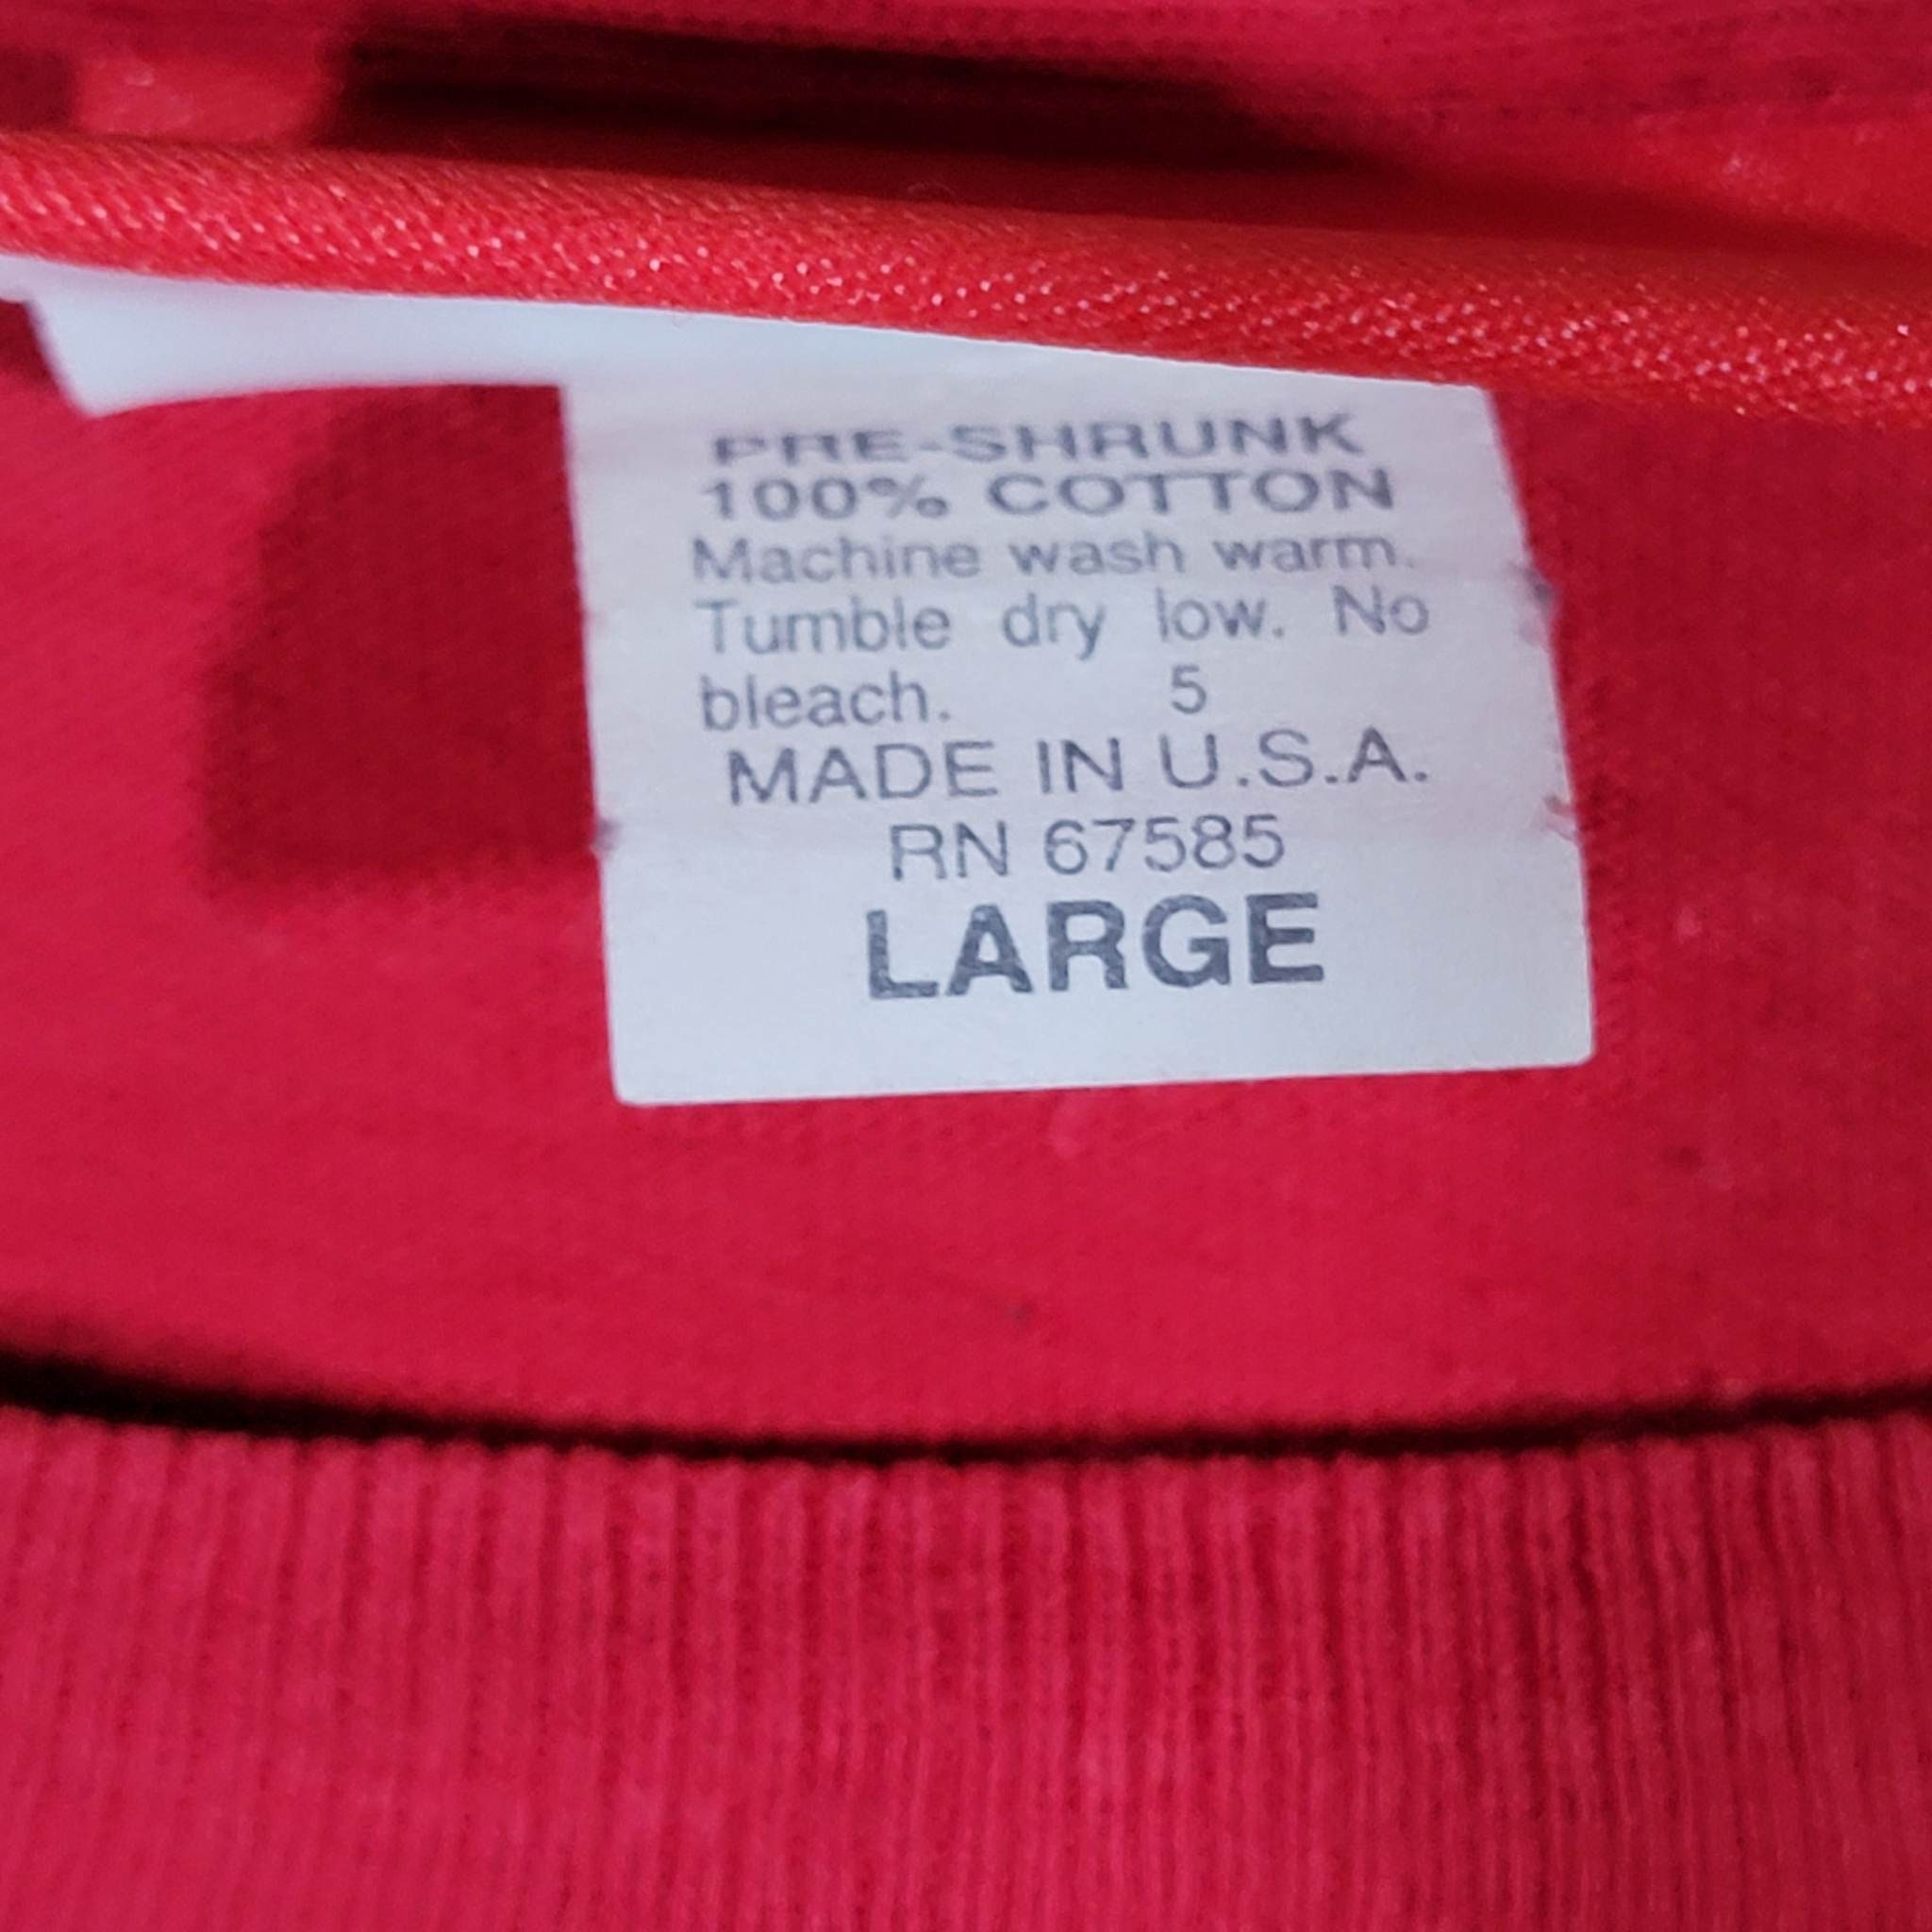 PRE-SHRUNK
100% COTTON
Machine wash warm.
Tumble dry low. No
bleach. 5
MADE IN U.S.A.
RN 67585
LARGE